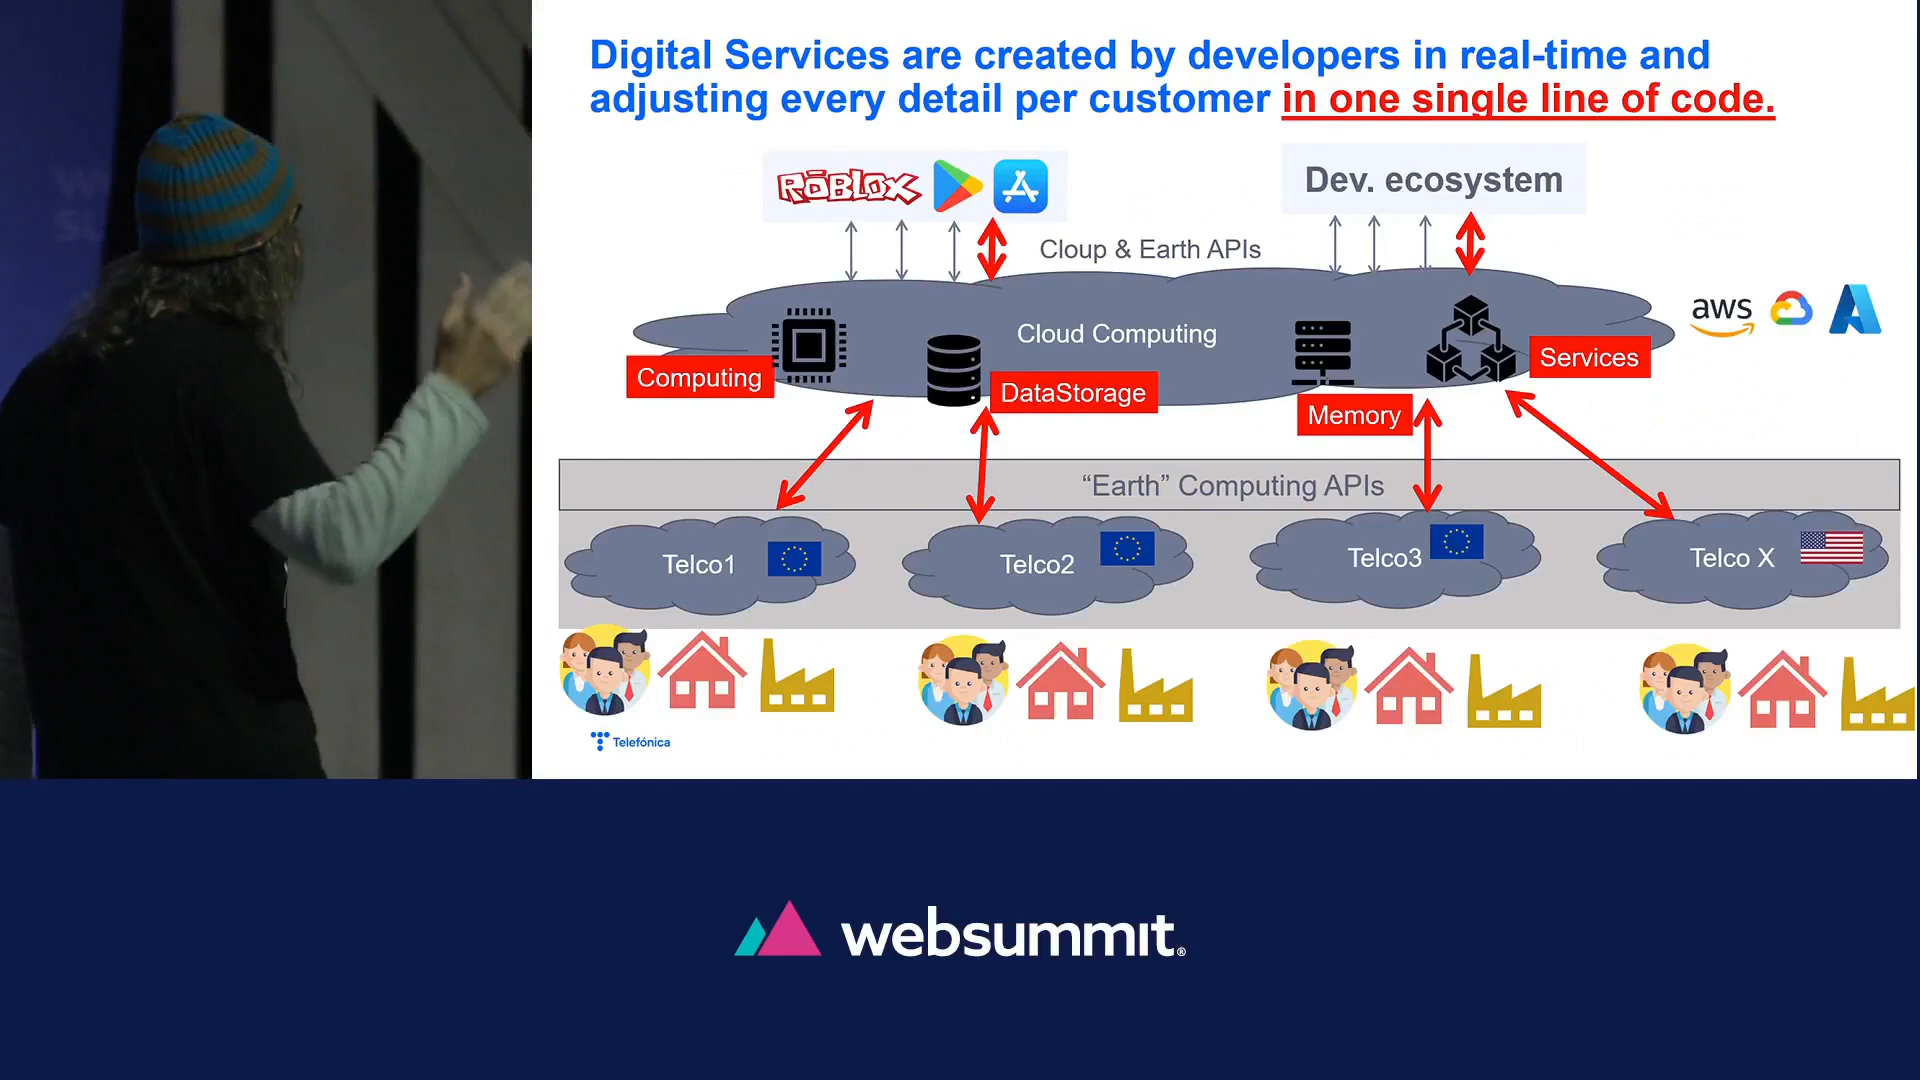 Digital Services are created by developers in real-time and
adjusting every detail per customer in one single line of code.
ROBLOX
Dev. ecosystem
Cloup & Earth APIs
Cloud Computing
aws
Computing
DataStorage
Memory
Services
“Earth” Computing APIs
Telco1
Telco2
Telco3
Telco X
Telefónica
WE
SU
websummit®